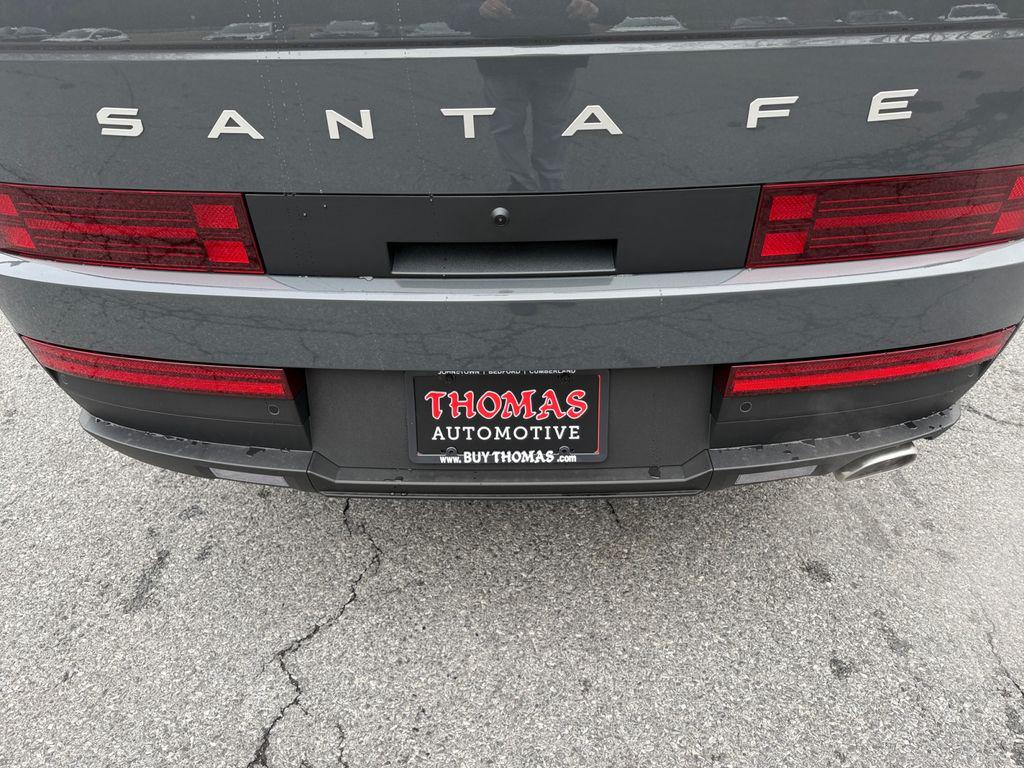 SANTA FE
JOHNSTOWN | BEDFORD | CUMBERLAND
THOMAS
AUTOMOTIVE
www.BUYTHOMAS.com